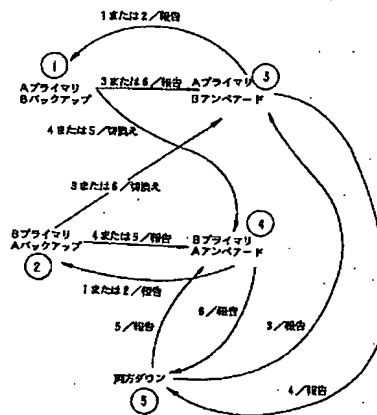 1または2／報告
①
Aプライマリ
Bバックアップ
3または6／報告
Aプライマリ
Bアンペアード
③
4または5／切換え
3または6／切換え
Bプライマリ
Aバックアップ
②
4または5／報告
Bプライマリ
Aアンペアード
④
1または2／報告
5／報告
6／報告
3／報告
4／報告
両方ダウン
⑤